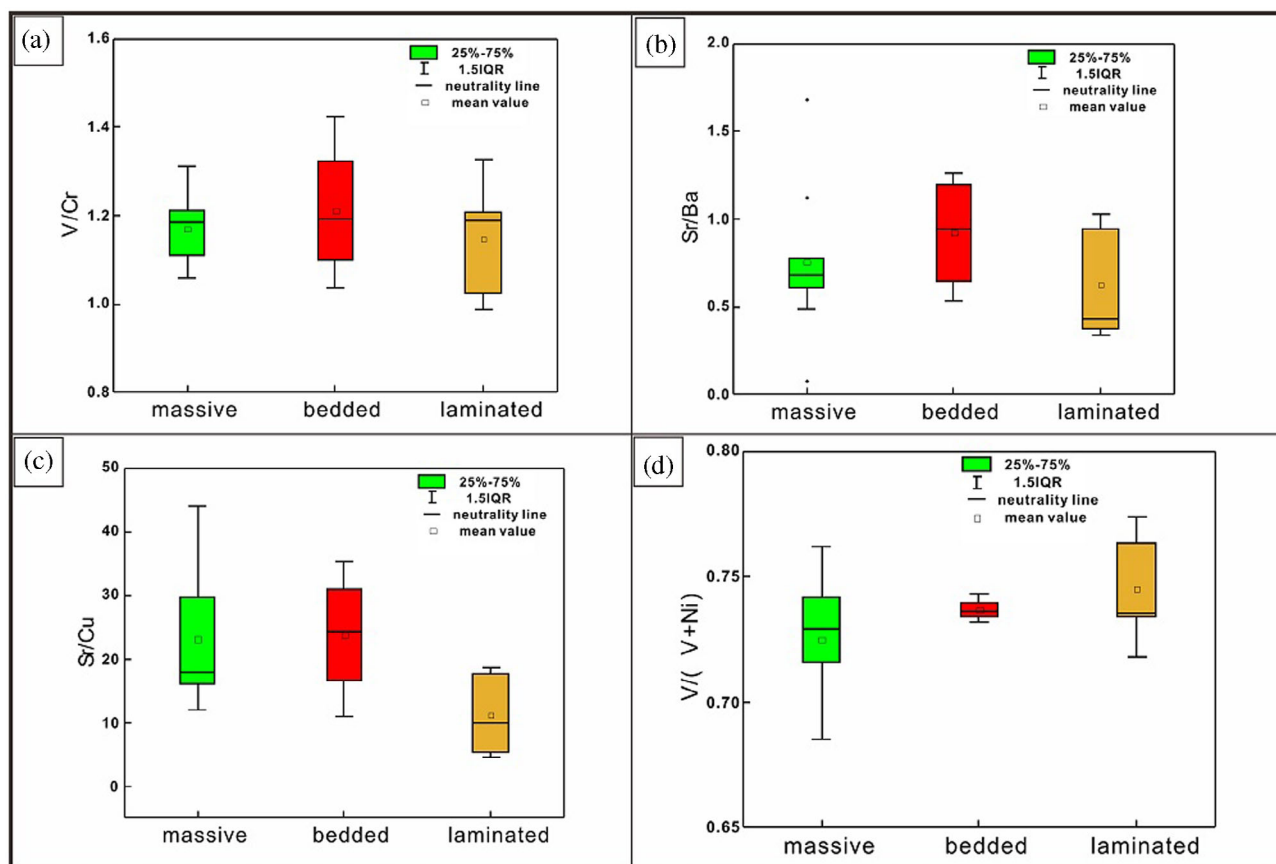 (a)
1.6
1.4
1.2
1.0
0.8
V/Cr
25%-75%
1.5IQR
neutrality line
mean value
massive bedded laminated
(b)
2.0
1.5
1.0
0.5
0.0
Sr/Ba
25%-75%
1.5IQR
neutrality line
mean value
massive bedded laminated
(c)
50
40
30
20
10
0
Sr/Cu
25%-75%
1.5IQR
neutrality line
mean value
massive bedded laminated
(d)
0.80
0.75
0.70
0.65
V/( V+Ni)
25%-75%
1.5IQR
neutrality line
mean value
massive bedded laminated